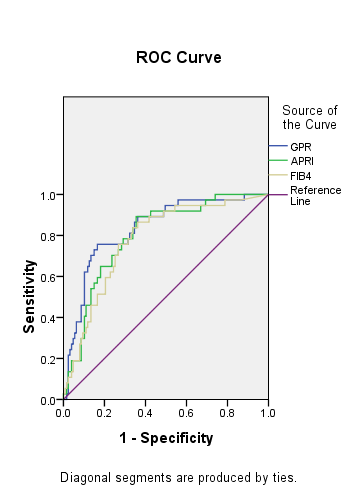 ROC Curve
Source of
the Curve
GPR
APRI
FIB4
Reference
Line
1.0
0.8
0.6
0.4
0.2
0.0
Sensitivity
0.0 0.2 0.4 0.6 0.8 1.0
1 - Specificity
Diagonal segments are produced by ties.